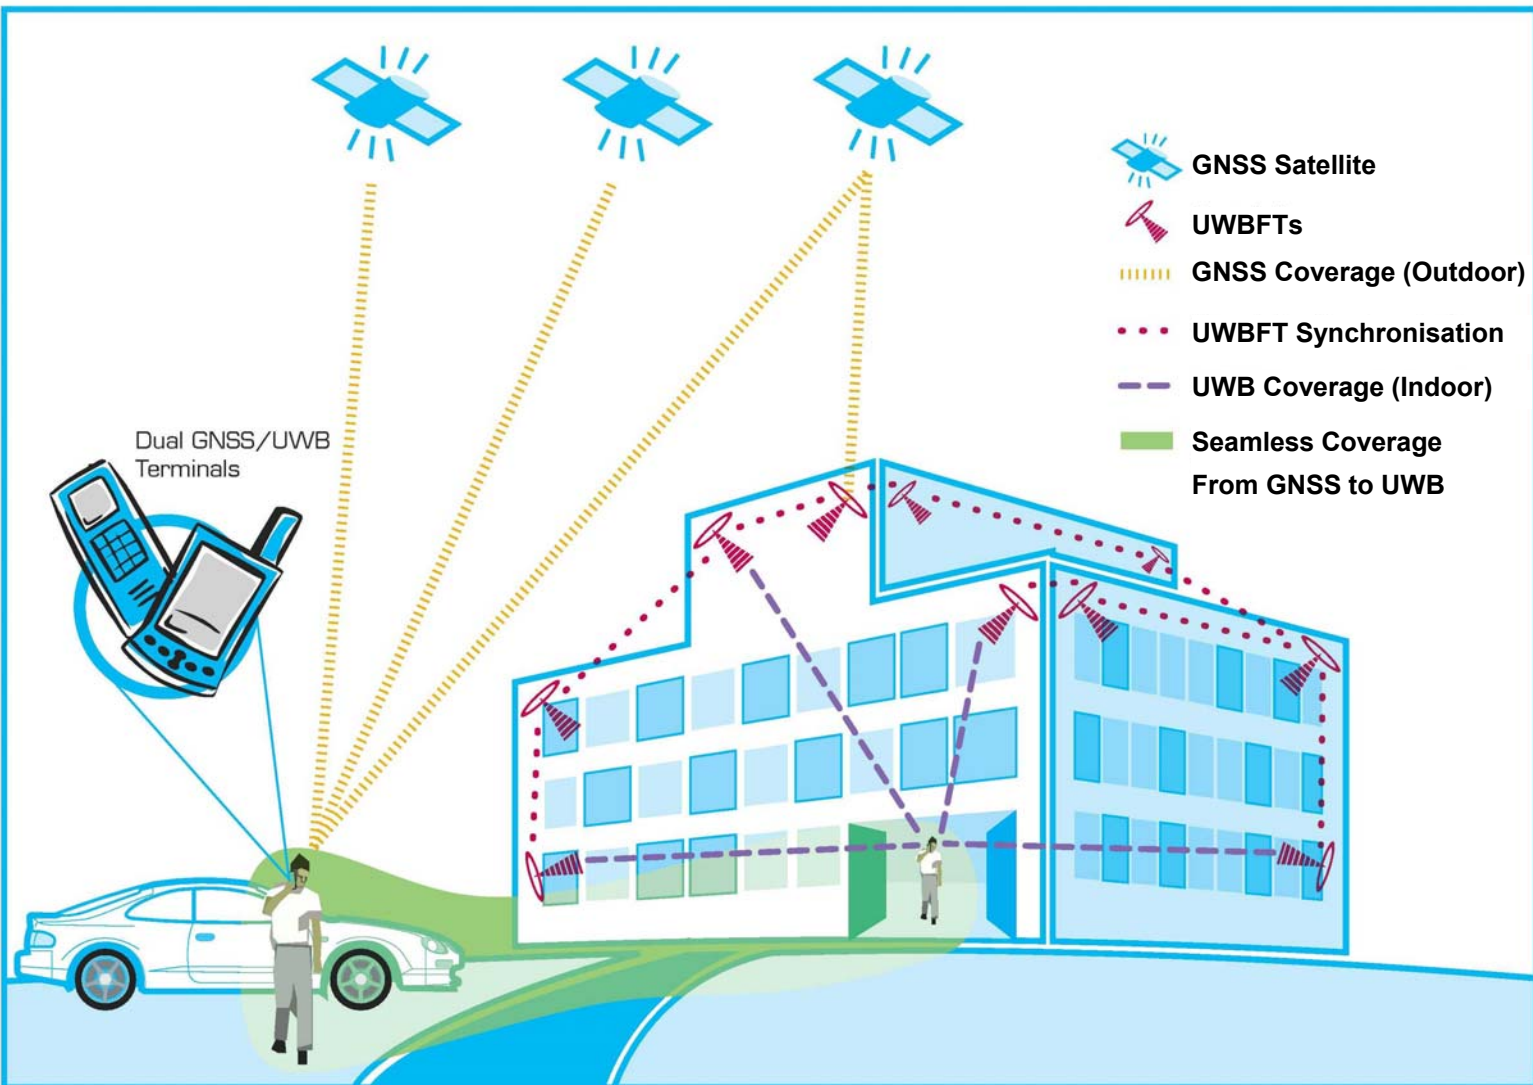 GNSS Satellite
UWBFTs
GNSS Coverage (Outdoor)
UWBFT Synchronisation
UWB Coverage (Indoor)
Seamless Coverage
From GNSS to UWB
Dual GNSS/UWB
Terminals